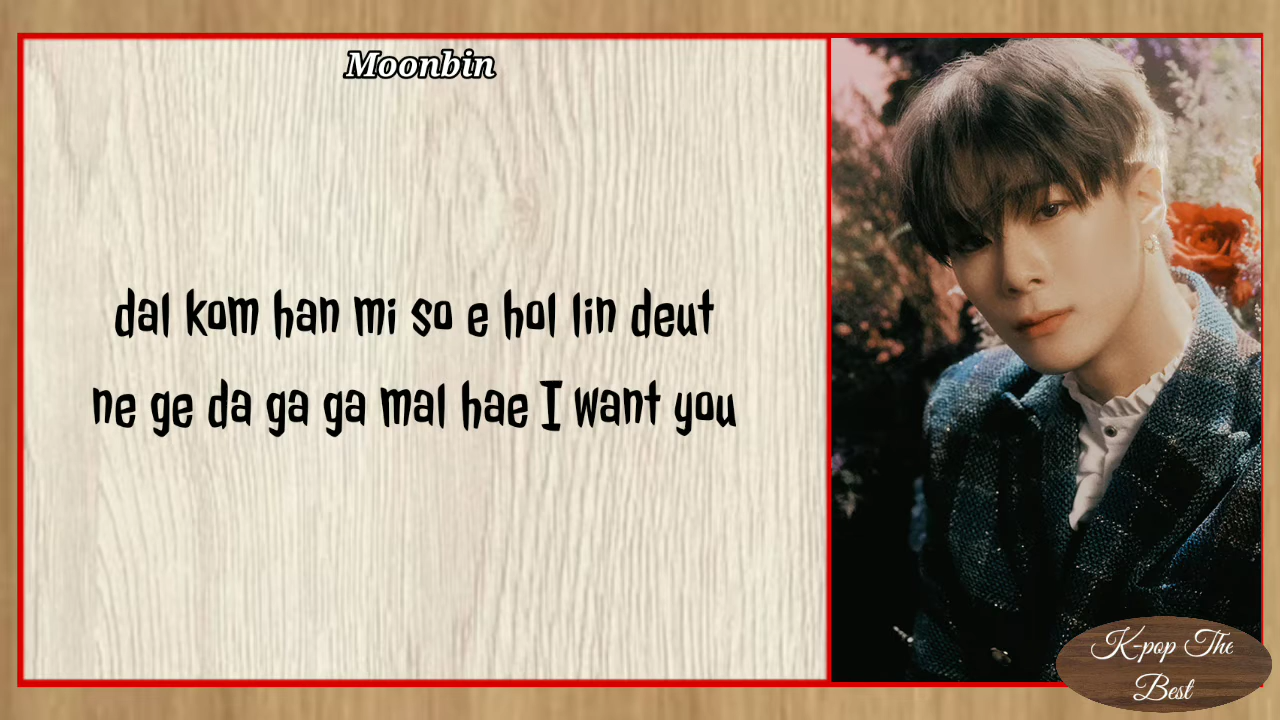 Moonbin
dal kom han mi so e hol lin deut
ne ge da ga ga mal hae I want you
K-pop The
Best